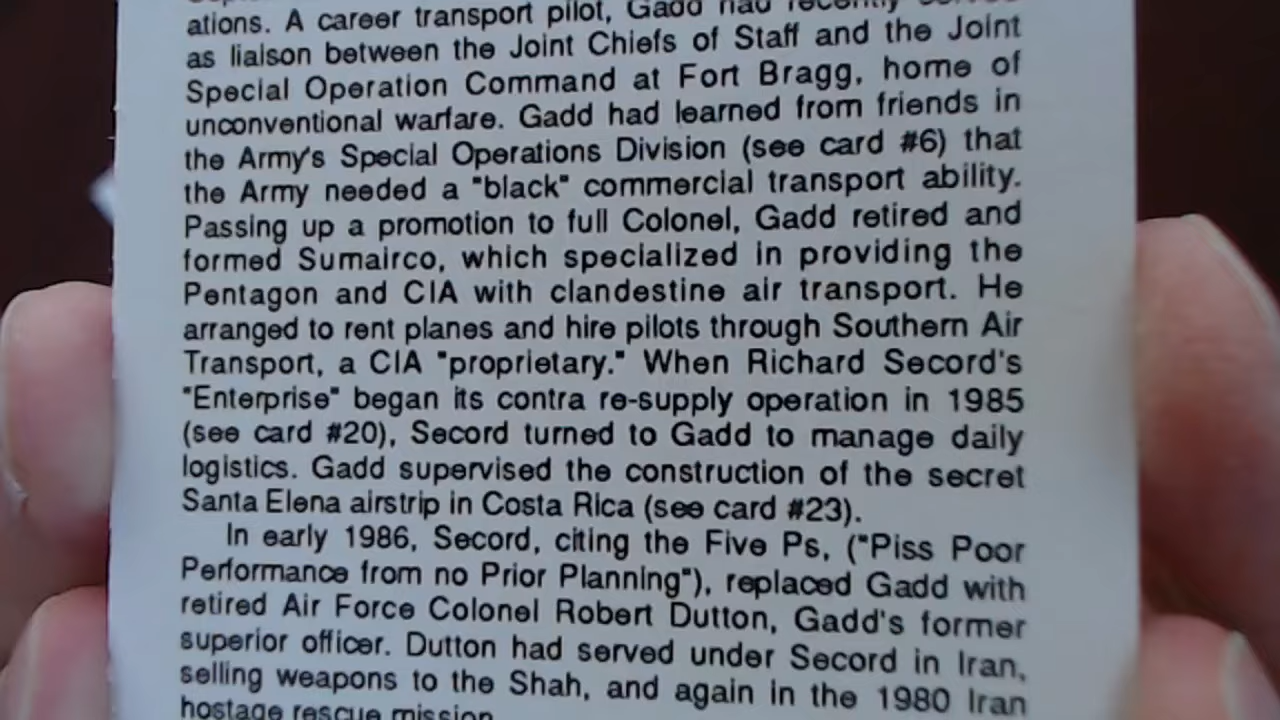 ations. A career transport pilot, Gadd had recently served
as liaison between the Joint Chiefs of Staff and the Joint
Special Operation Command at Fort Bragg, home of
unconventional warfare. Gadd had learned from friends in
the Army's Special Operations Division (see card #6) that
the Army needed a "black" commercial transport ability.
Passing up a promotion to full Colonel, Gadd retired and
formed Sumairco, which specialized in providing the
Pentagon and CIA with clandestine air transport. He
arranged to rent planes and hire pilots through Southern Air
Transport, a CIA "proprietary." When Richard Secord's
"Enterprise" began its contra re-supply operation in 1985
(see card #20), Secord turned to Gadd to manage daily
logistics. Gadd supervised the construction of the secret
Santa Elena airstrip in Costa Rica (see card #23).
In early 1986, Secord, citing the Five Ps, ("Piss Poor
Performance from no Prior Planning"), replaced Gadd with
retired Air Force Colonel Robert Dutton, Gadd's former
superior officer. Dutton had served under Secord in Iran,
selling weapons to the Shah, and again in the 1980 Iran
hostage rescue mission.